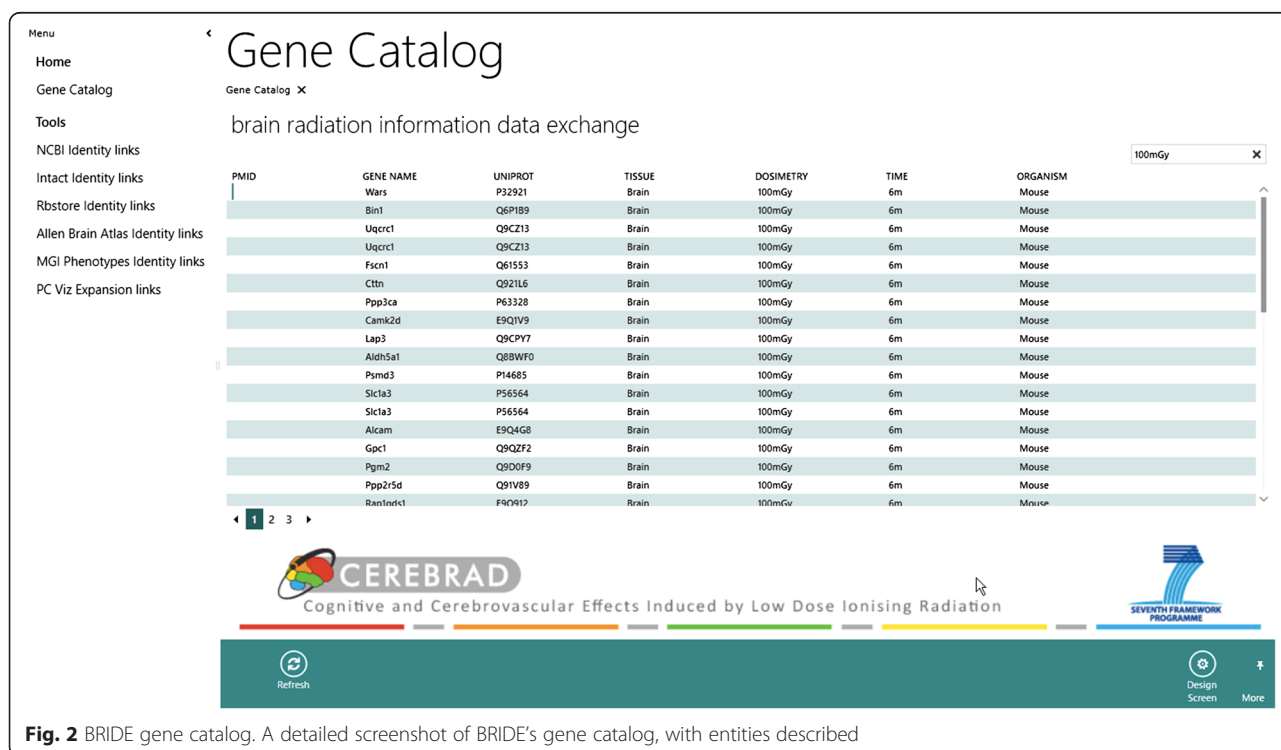 Menu
Home
Gene Catalog
Tools
NCBI Identity links
Intact Identity links
Rbstore Identity links
Allen Brain Atlas Identity links
MGI Phenotypes Identity links
PC Viz Expansion links
Gene Catalog
Gene Catalog ✕
brain radiation information data exchange
100mGy ✕
PMID GENE NAME UNIPROT TISSUE DOSIMETRY TIME ORGANISM
Wars P32921 Brain 100mGy 6m Mouse
Bin1 Q6P1B9 Brain 100mGy 6m Mouse
Uqcrc1 Q9CZ13 Brain 100mGy 6m Mouse
Uqcrc1 Q9CZ13 Brain 100mGy 6m Mouse
Fscn1 Q61553 Brain 100mGy 6m Mouse
Cttn Q921L6 Brain 100mGy 6m Mouse
Ppp3ca P63328 Brain 100mGy 6m Mouse
Camk2d E9Q1V9 Brain 100mGy 6m Mouse
Lap3 Q9CPY7 Brain 100mGy 6m Mouse
Aldh5a1 Q8BWF0 Brain 100mGy 6m Mouse
Psmd3 P14685 Brain 100mGy 6m Mouse
Slc1a3 P56564 Brain 100mGy 6m Mouse
Slc1a3 P56564 Brain 100mGy 6m Mouse
Alcam E9Q4G8 Brain 100mGy 6m Mouse
Gpc1 Q9QZF2 Brain 100mGy 6m Mouse
Pgm2 Q9D0F9 Brain 100mGy 6m Mouse
Ppp2r5d Q91V89 Brain 100mGy 6m Mouse
Rap1gds1 E9Q912 Brain 100mGy 6m Mouse
1 2 3
CEREBRAD
Cognitive and Cerebrovascular Effects Induced by Low Dose Ionising Radiation
7
SEVENTH FRAMEWORK
PROGRAMME
Refresh
Design
Screen
More
Fig. 2 BRIDE gene catalog. A detailed screenshot of BRIDE's gene catalog, with entities described